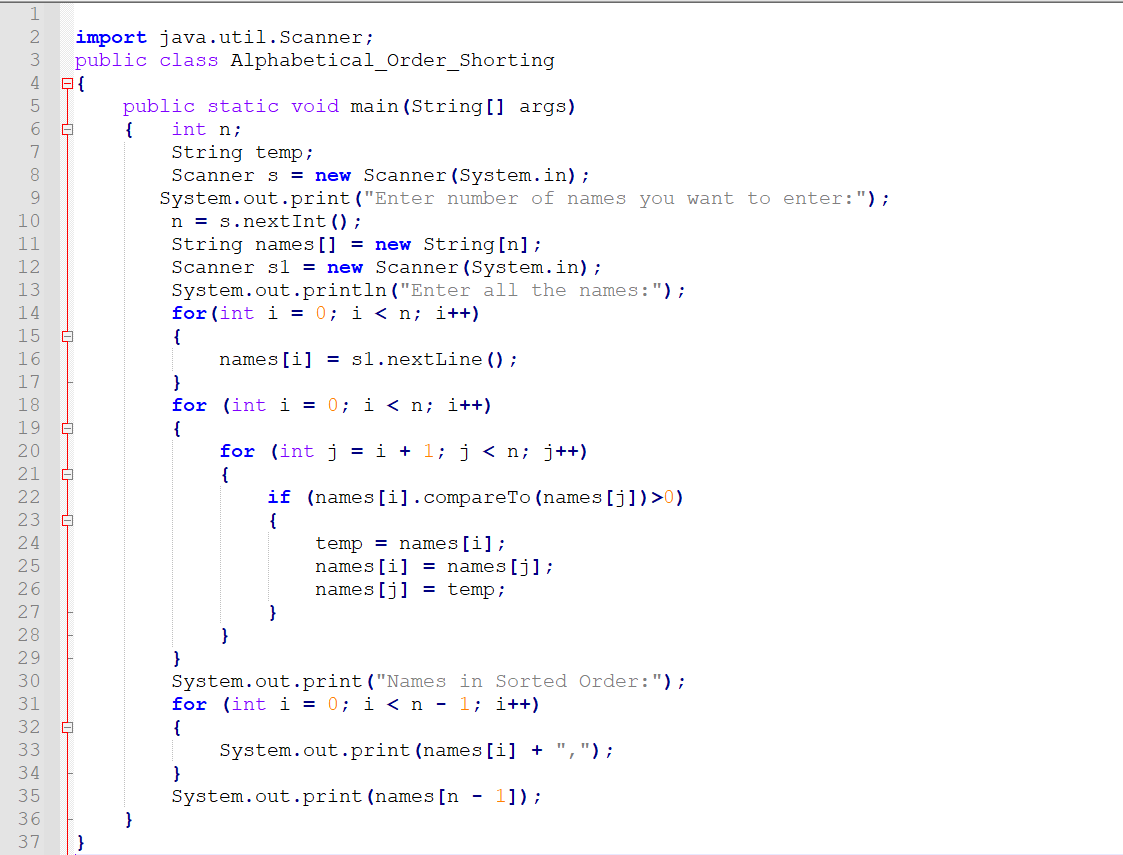 1
2 import java.util.Scanner;
3 public class Alphabetical_Order_Shorting
4 {
5     public static void main(String[] args)
6     {   int n;
7         String temp;
8         Scanner s = new Scanner(System.in);
9        System.out.print("Enter number of names you want to enter:");
10         n = s.nextInt();
11         String names[] = new String[n];
12         Scanner s1 = new Scanner(System.in);
13         System.out.println("Enter all the names:");
14         for(int i = 0; i < n; i++)
15         {
16             names[i] = s1.nextLine();
17         }
18         for (int i = 0; i < n; i++)
19         {
20             for (int j = i + 1; j < n; j++)
21             {
22                 if (names[i].compareTo(names[j])>0)
23                 {
24                     temp = names[i];
25                     names[i] = names[j];
26                     names[j] = temp;
27                 }
28             }
29         }
30         System.out.print("Names in Sorted Order:");
31         for (int i = 0; i < n - 1; i++)
32         {
33             System.out.print(names[i] + ",");
34         }
35         System.out.print(names[n - 1]);
36     }
37 }